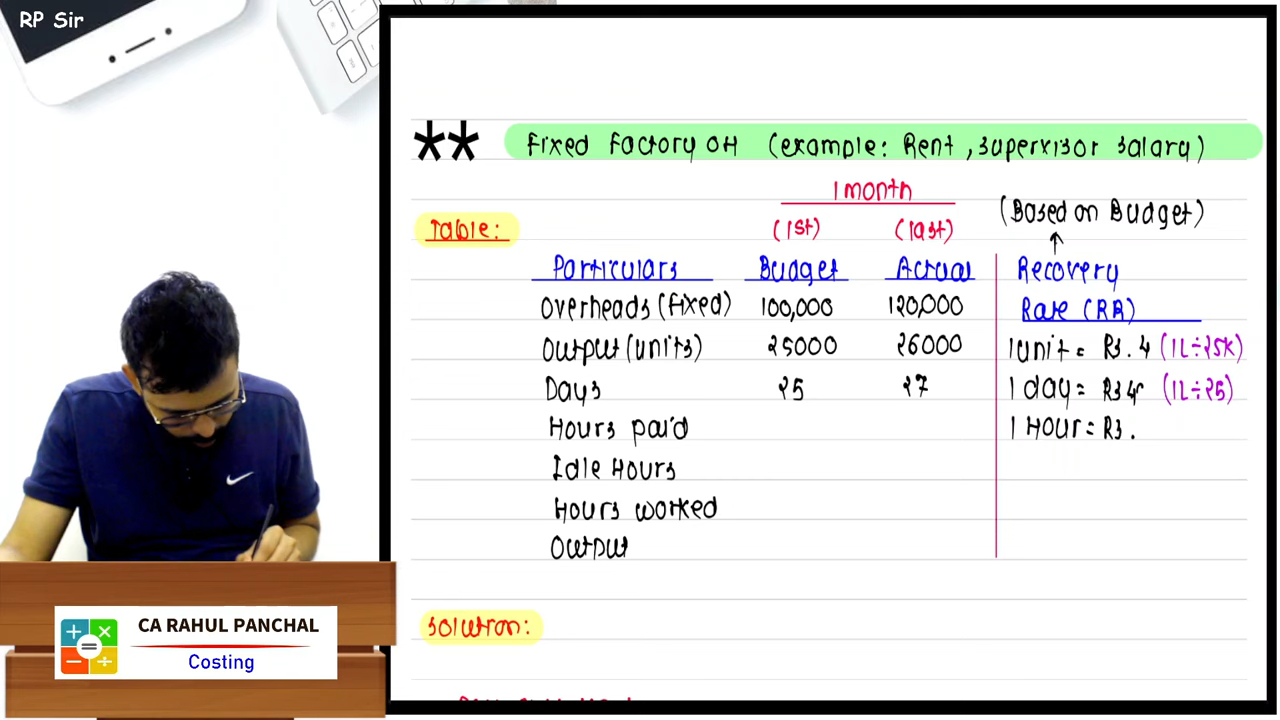 RP Sir
** Fixed Factory OH (example: Rent, supervisor salary)
1 month
(Based on Budget)
Table:
(1st) (last)
Particulars Budget Actual Recovery
Rate (RR)
Overheads (fixed) 100,000 120,000
Output (units) 25000 26000 1 unit = Rs. 4 (1L÷25K)
Days 25 27 1 day = Rs 4 (1L÷25)
Hours paid 1 Hour = Rs.
Idle Hours
Hours worked
Output
Solution:
CA RAHUL PANCHAL
Costing